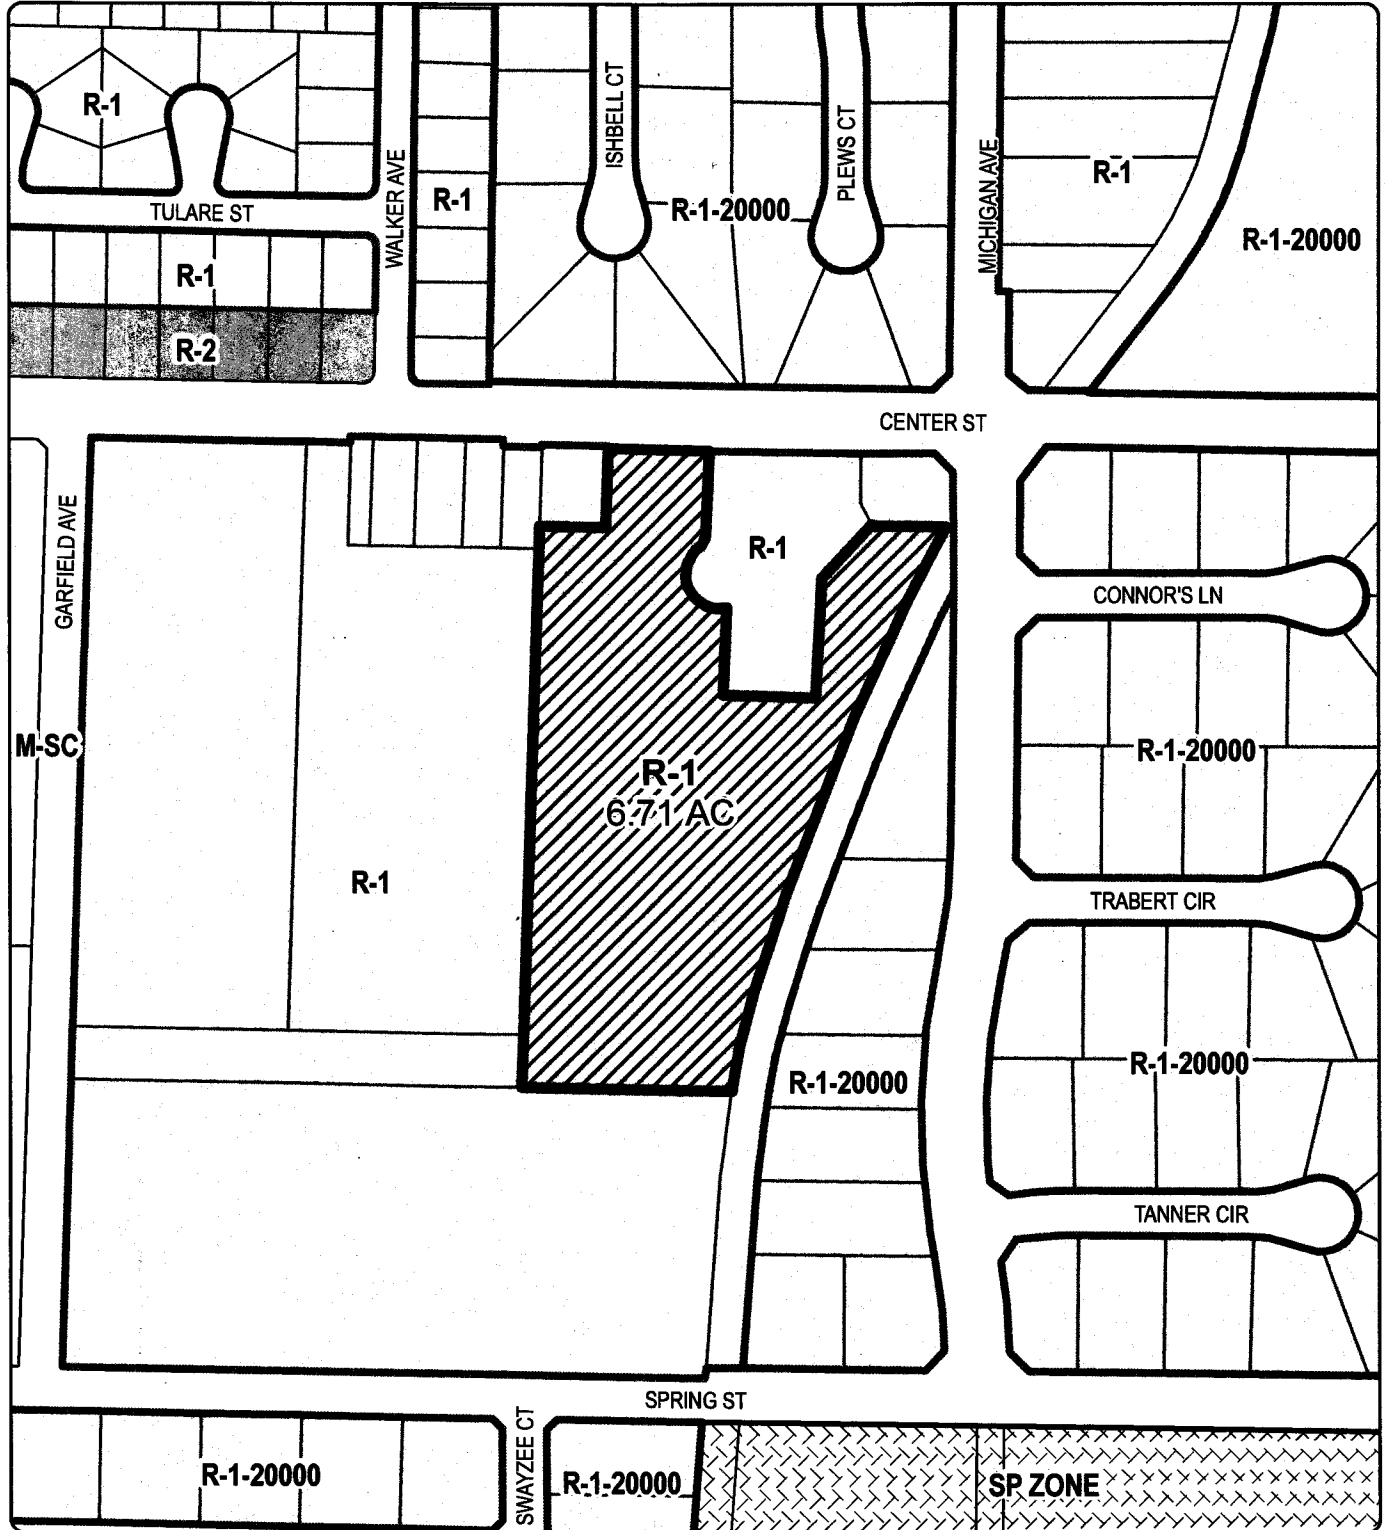 R-1
ISHBELL CT
PLEWS CT
MICHIGAN AVE
R-1
WALKER AVE
R-1
R-1-20000
TULARE ST
R-1-20000
R-1
R-2
CENTER ST
GARFIELD AVE
R-1
CONNOR'S LN
M-SC
R-1-20000
R-1
6.71 AC
R-1
TRABERT CIR
R-1-20000
R-1-20000
TANNER CIR
SPRING ST
SWAYZEE CT
R-1-20000
R-1-20000
SP ZONE